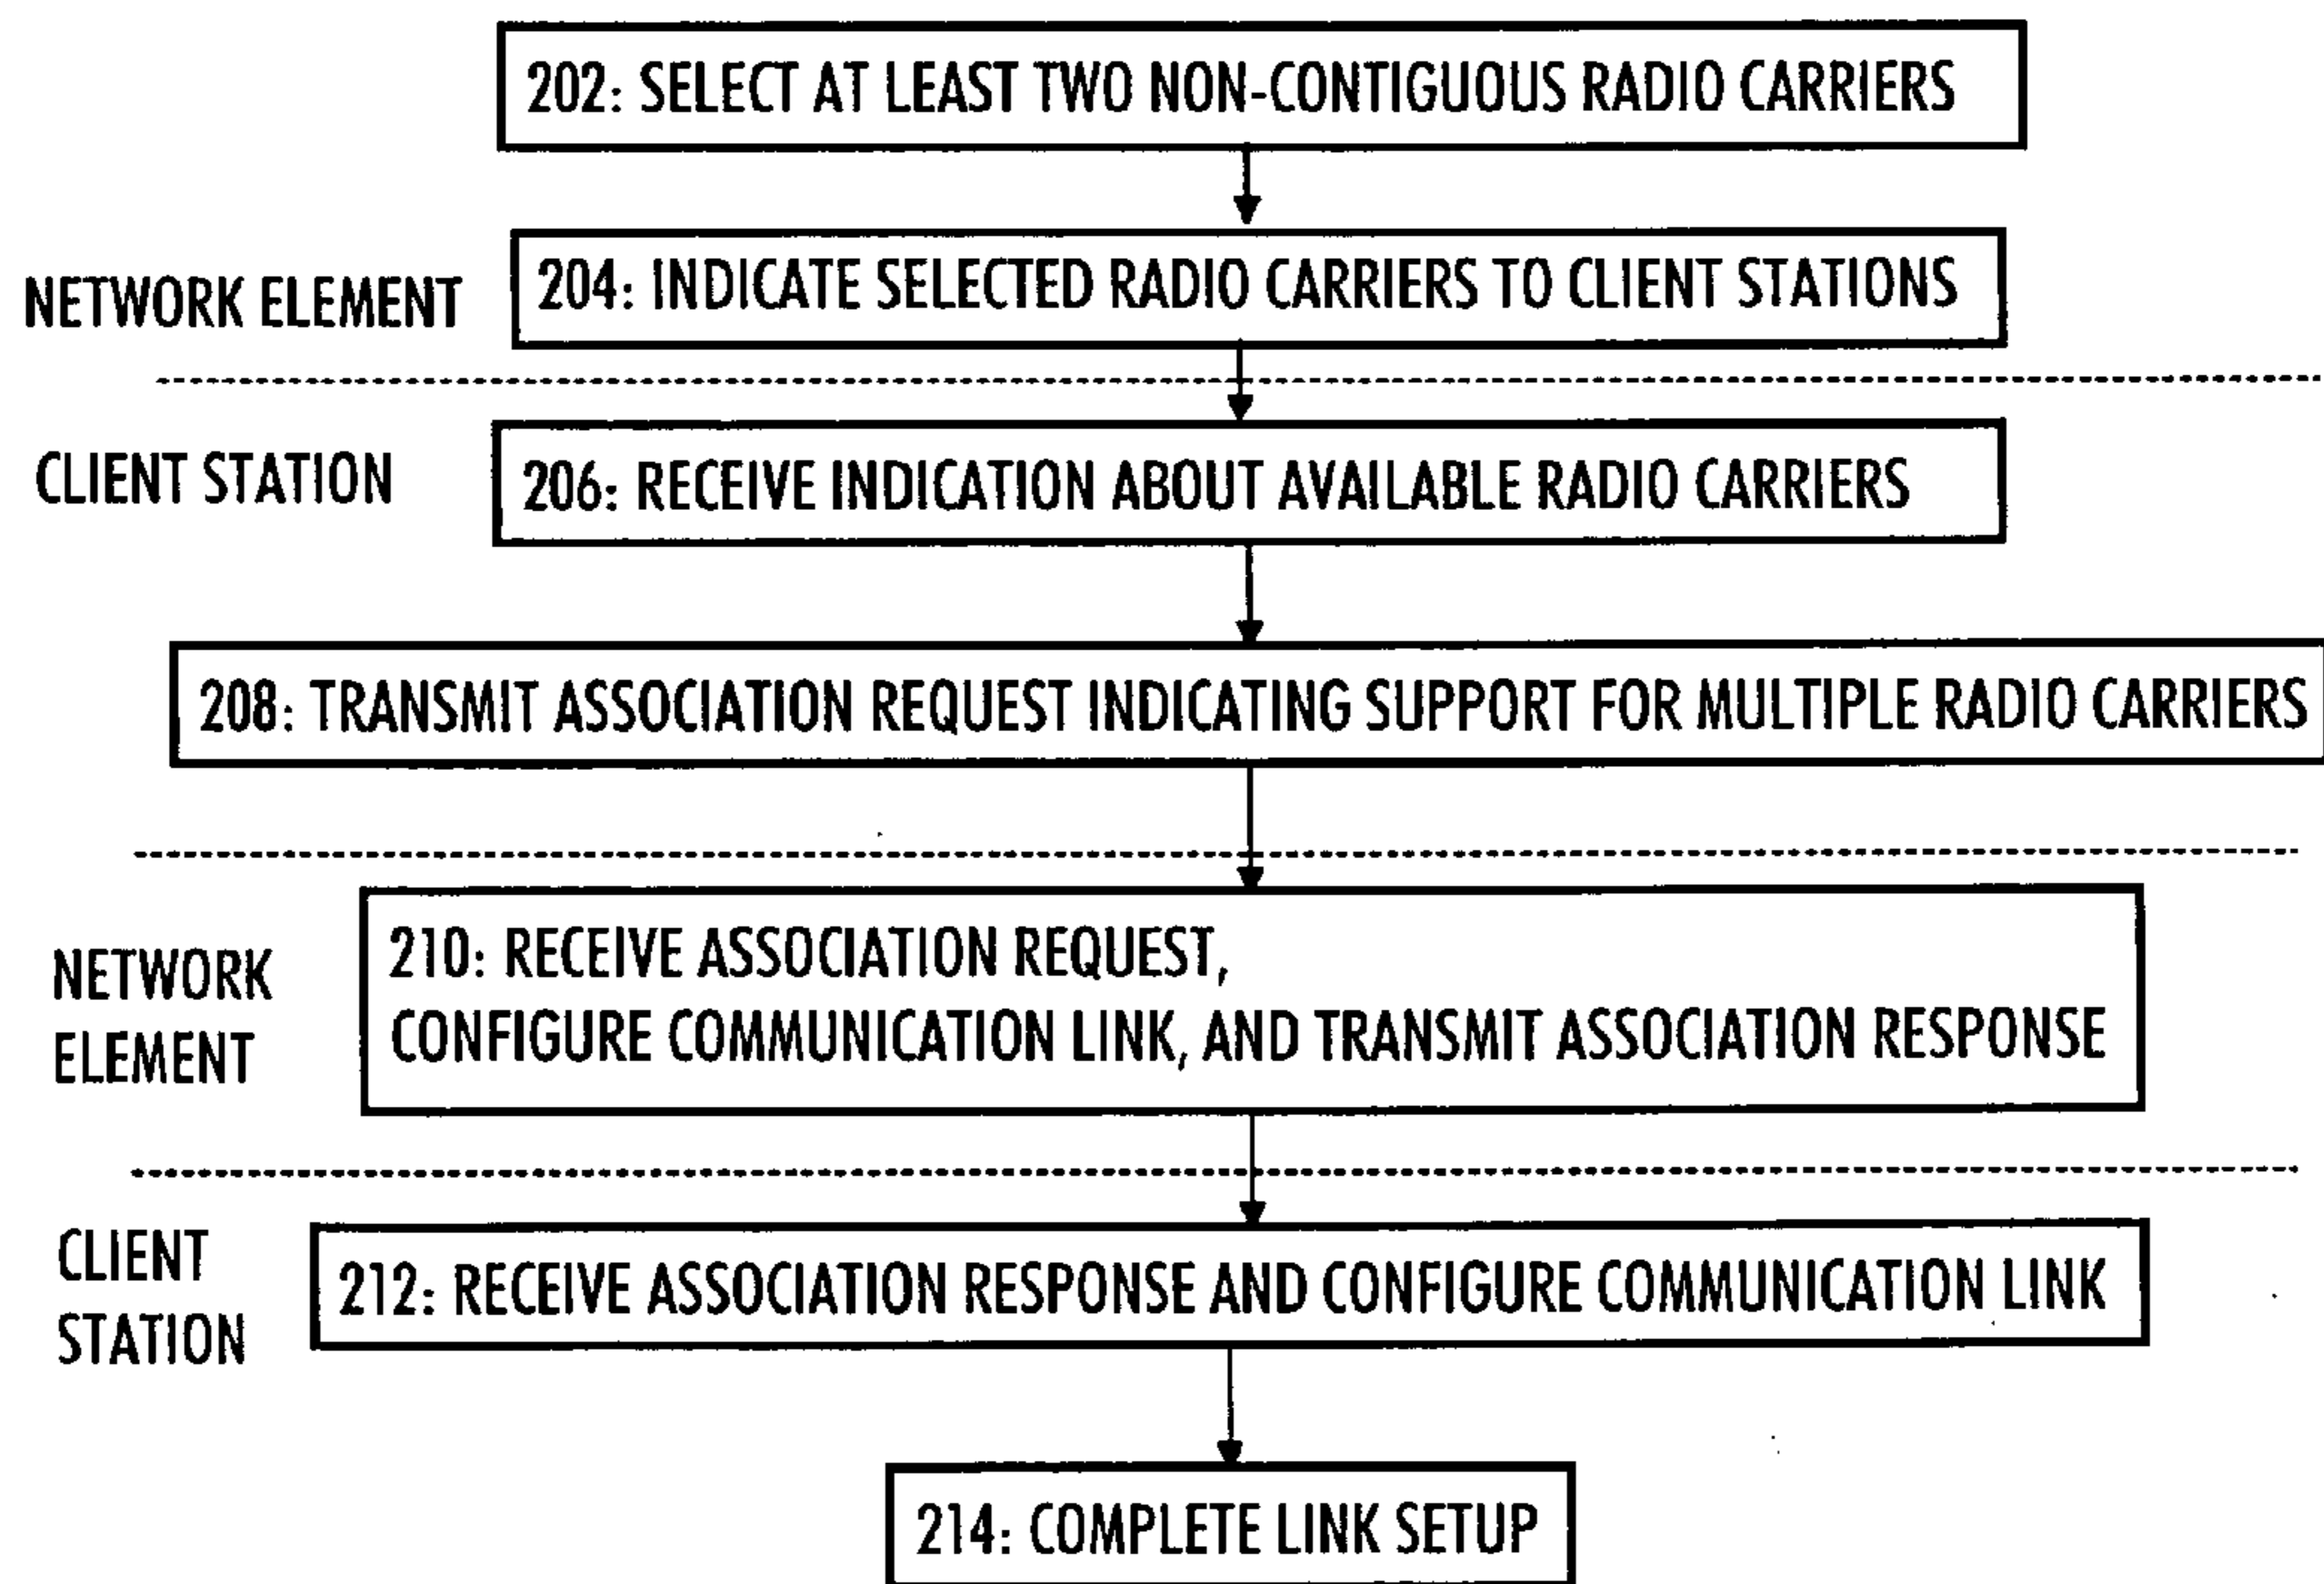 202: SELECT AT LEAST TWO NON-CONTIGUOUS RADIO CARRIERS
NETWORK ELEMENT
204: INDICATE SELECTED RADIO CARRIERS TO CLIENT STATIONS
CLIENT STATION
206: RECEIVE INDICATION ABOUT AVAILABLE RADIO CARRIERS
208: TRANSMIT ASSOCIATION REQUEST INDICATING SUPPORT FOR MULTIPLE RADIO CARRIERS
NETWORK
ELEMENT
210: RECEIVE ASSOCIATION REQUEST,
CONFIGURE COMMUNICATION LINK, AND TRANSMIT ASSOCIATION RESPONSE
CLIENT
STATION
212: RECEIVE ASSOCIATION RESPONSE AND CONFIGURE COMMUNICATION LINK
214: COMPLETE LINK SETUP